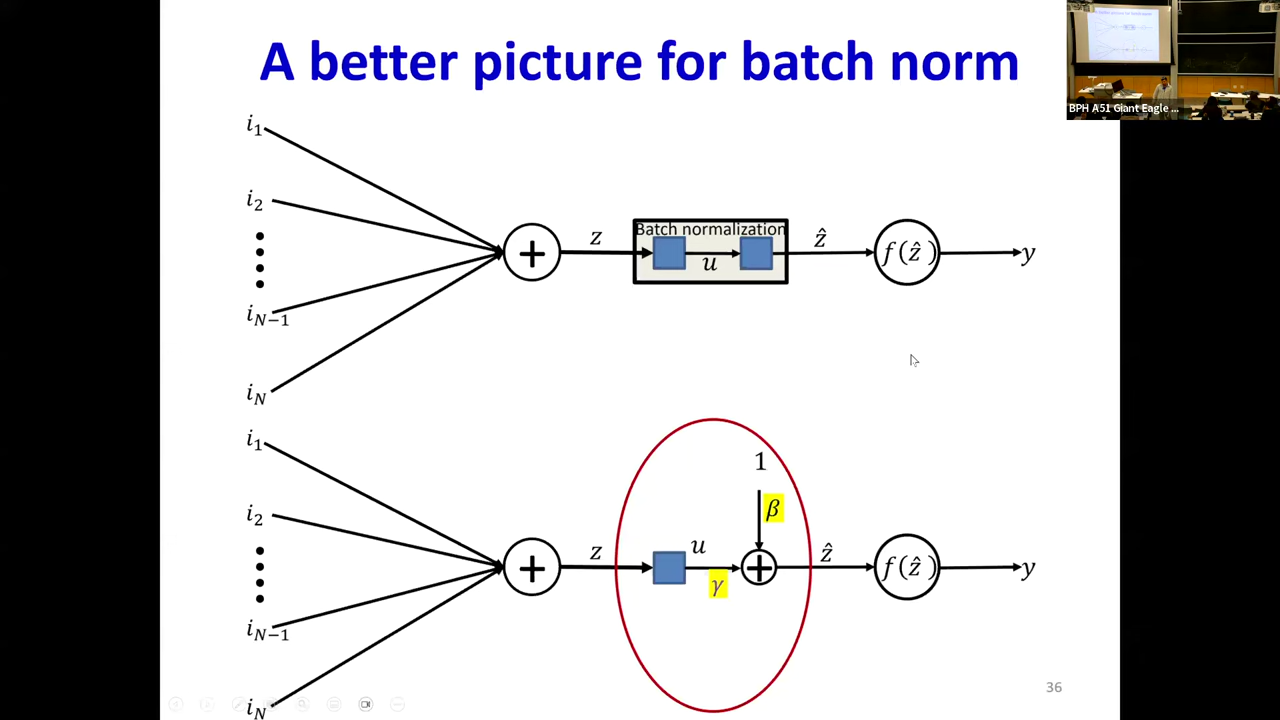 A better picture for batch norm
BPH A51 Giant Eagle ...
i₁
i₂
i_{N-1}
i_N
+
z
Batch normalization
u
ẑ
f(ẑ)
y
i₁
i₂
i_{N-1}
i_N
+
z
u
γ
1
β
+
ẑ
f(ẑ)
y
36